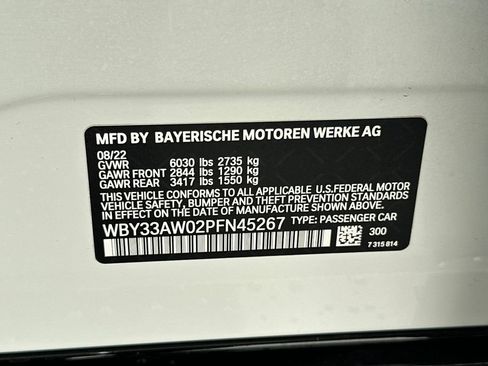 MFD BY BAYERISCHE MOTOREN WERKE AG
08/22
GVWR 6030 lbs 2735 kg
GAWR FRONT 2844 lbs 1290 kg
GAWR REAR 3417 lbs 1550 kg
THIS VEHICLE CONFORMS TO ALL APPLICABLE U.S.FEDERAL MOTOR
VEHICLE SAFETY, BUMPER AND THEFT PREVENTION STANDARDS
IN EFFECT ON THE DATE OF MANUFACTURE SHOWN ABOVE.
WBY33AW02PFN45267 TYPE: PASSENGER CAR
300
7 315 814